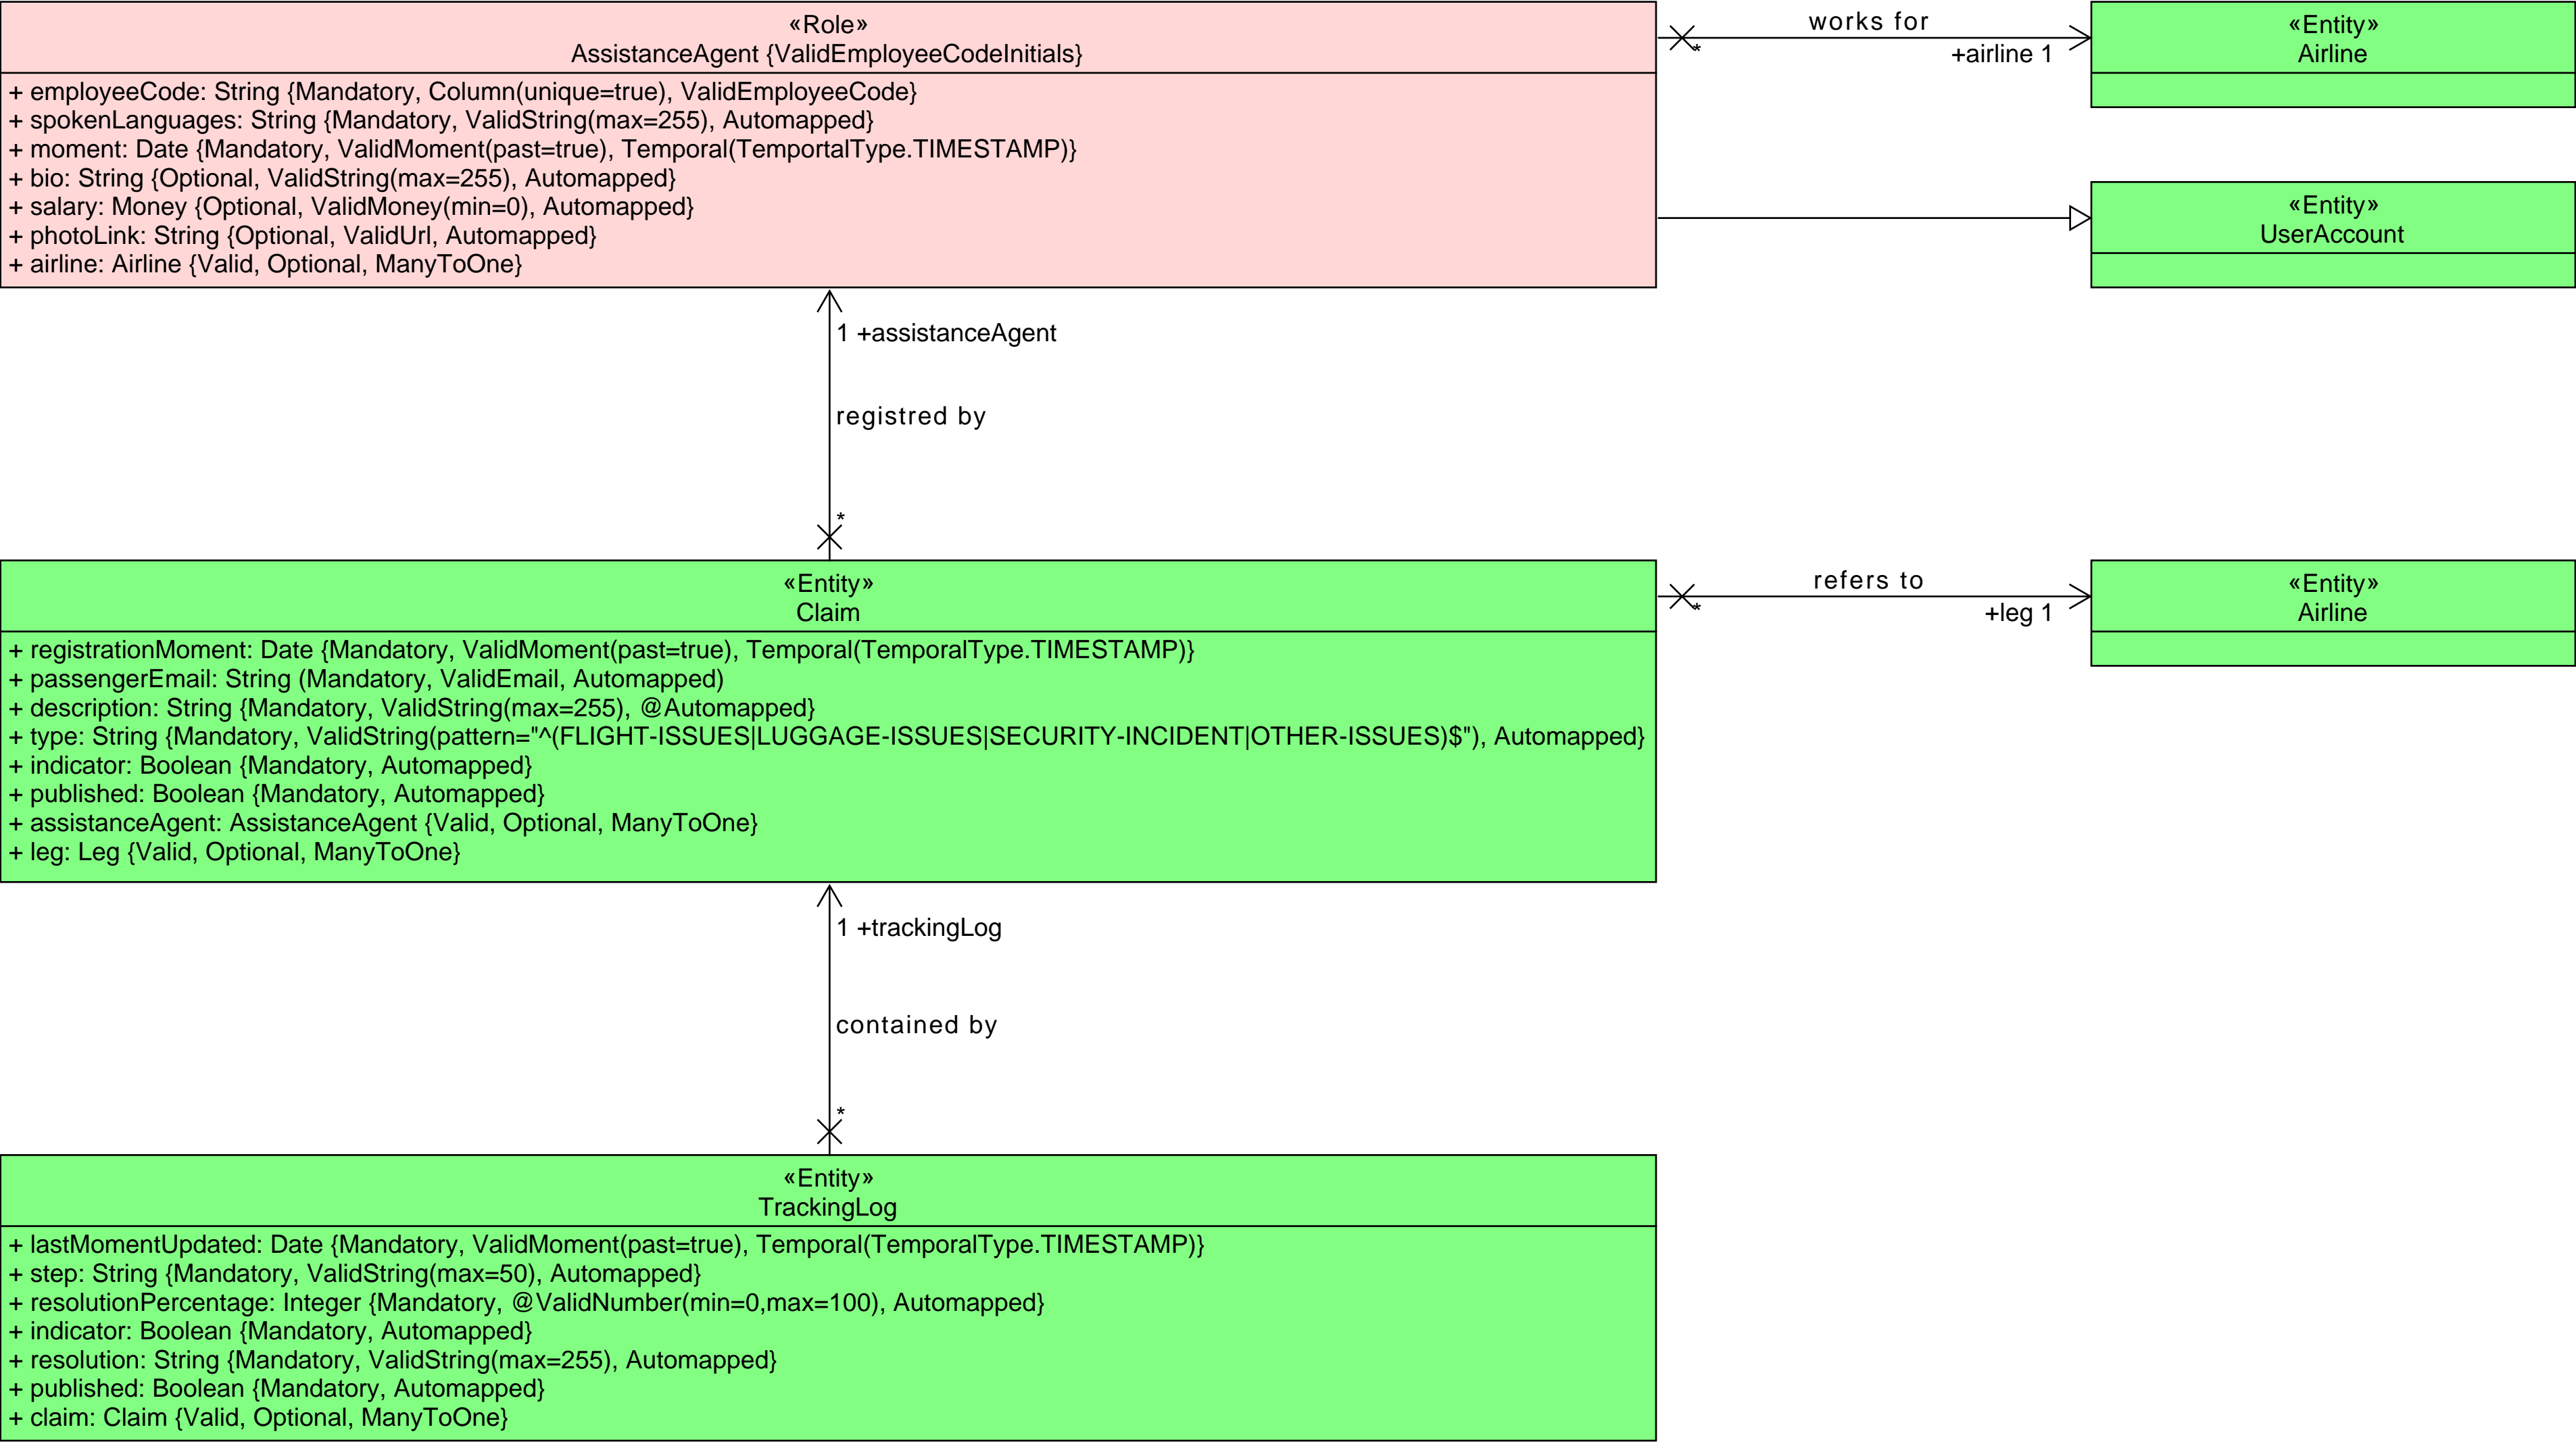 «Role»
AssistanceAgent {ValidEmployeeCodeInitials}
+ employeeCode: String {Mandatory, Column(unique=true), ValidEmployeeCode}
+ spokenLanguages: String {Mandatory, ValidString(max=255), Automapped}
+ moment: Date {Mandatory, ValidMoment(past=true), Temporal(TemportalType.TIMESTAMP)}
+ bio: String {Optional, ValidString(max=255), Automapped}
+ salary: Money {Optional, ValidMoney(min=0), Automapped}
+ photoLink: String {Optional, ValidUrl, Automapped}
+ airline: Airline {Valid, Optional, ManyToOne}
works for
*
+airline 1
«Entity»
Airline
«Entity»
UserAccount
1 +assistanceAgent
registred by
*
«Entity»
Claim
+ registrationMoment: Date {Mandatory, ValidMoment(past=true), Temporal(TemporalType.TIMESTAMP)}
+ passengerEmail: String (Mandatory, ValidEmail, Automapped)
+ description: String {Mandatory, ValidString(max=255), @Automapped}
+ type: String {Mandatory, ValidString(pattern="^(FLIGHT-ISSUES|LUGGAGE-ISSUES|SECURITY-INCIDENT|OTHER-ISSUES)$"), Automapped}
+ indicator: Boolean {Mandatory, Automapped}
+ published: Boolean {Mandatory, Automapped}
+ assistanceAgent: AssistanceAgent {Valid, Optional, ManyToOne}
+ leg: Leg {Valid, Optional, ManyToOne}
refers to
*
+leg 1
«Entity»
Airline
1 +trackingLog
contained by
*
«Entity»
TrackingLog
+ lastMomentUpdated: Date {Mandatory, ValidMoment(past=true), Temporal(TemporalType.TIMESTAMP)}
+ step: String {Mandatory, ValidString(max=50), Automapped}
+ resolutionPercentage: Integer {Mandatory, @ValidNumber(min=0,max=100), Automapped}
+ indicator: Boolean {Mandatory, Automapped}
+ resolution: String {Mandatory, ValidString(max=255), Automapped}
+ published: Boolean {Mandatory, Automapped}
+ claim: Claim {Valid, Optional, ManyToOne}